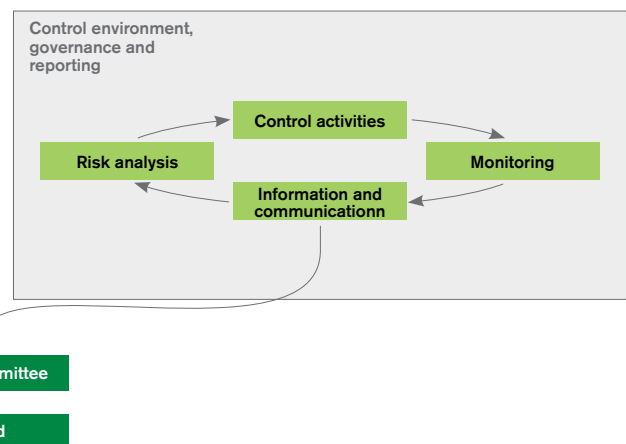 Control environment,
governance and
reporting
Control activities
Risk analysis
Monitoring
Information and
communicationn
mittee
d